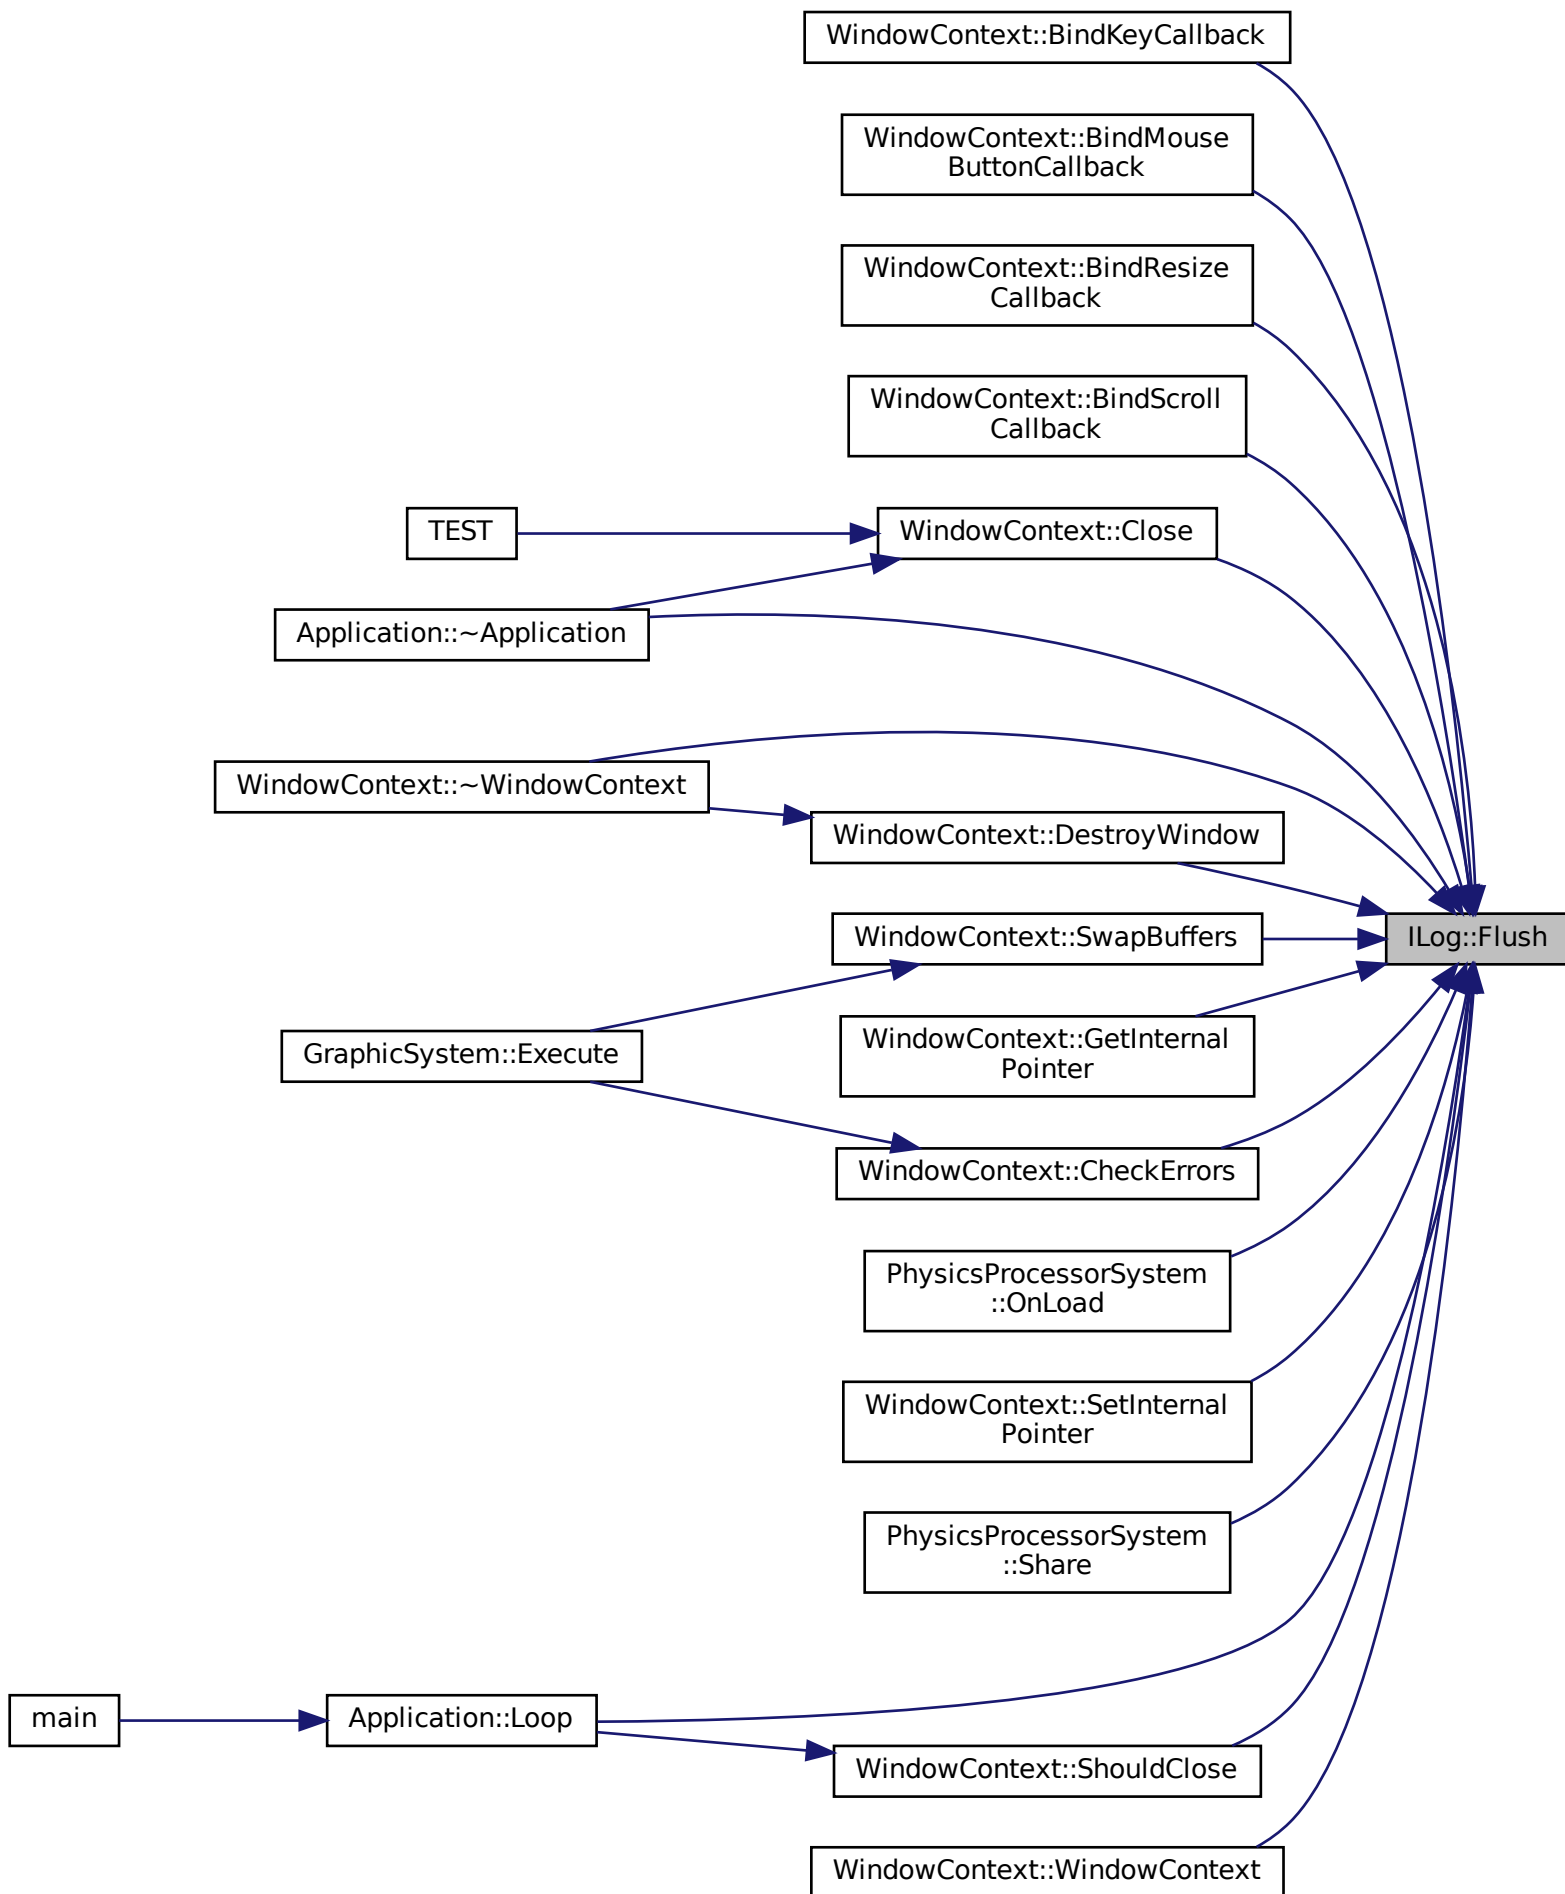 WindowContext::BindKeyCallback
WindowContext::BindMouse
ButtonCallback
WindowContext::BindResize
Callback
WindowContext::BindScroll
Callback
TEST
WindowContext::Close
Application::~Application
WindowContext::~WindowContext
WindowContext::DestroyWindow
WindowContext::SwapBuffers
ILog::Flush
GraphicSystem::Execute
WindowContext::GetInternal
Pointer
WindowContext::CheckErrors
PhysicsProcessorSystem
::OnLoad
WindowContext::SetInternal
Pointer
PhysicsProcessorSystem
::Share
main
Application::Loop
WindowContext::ShouldClose
WindowContext::WindowContext